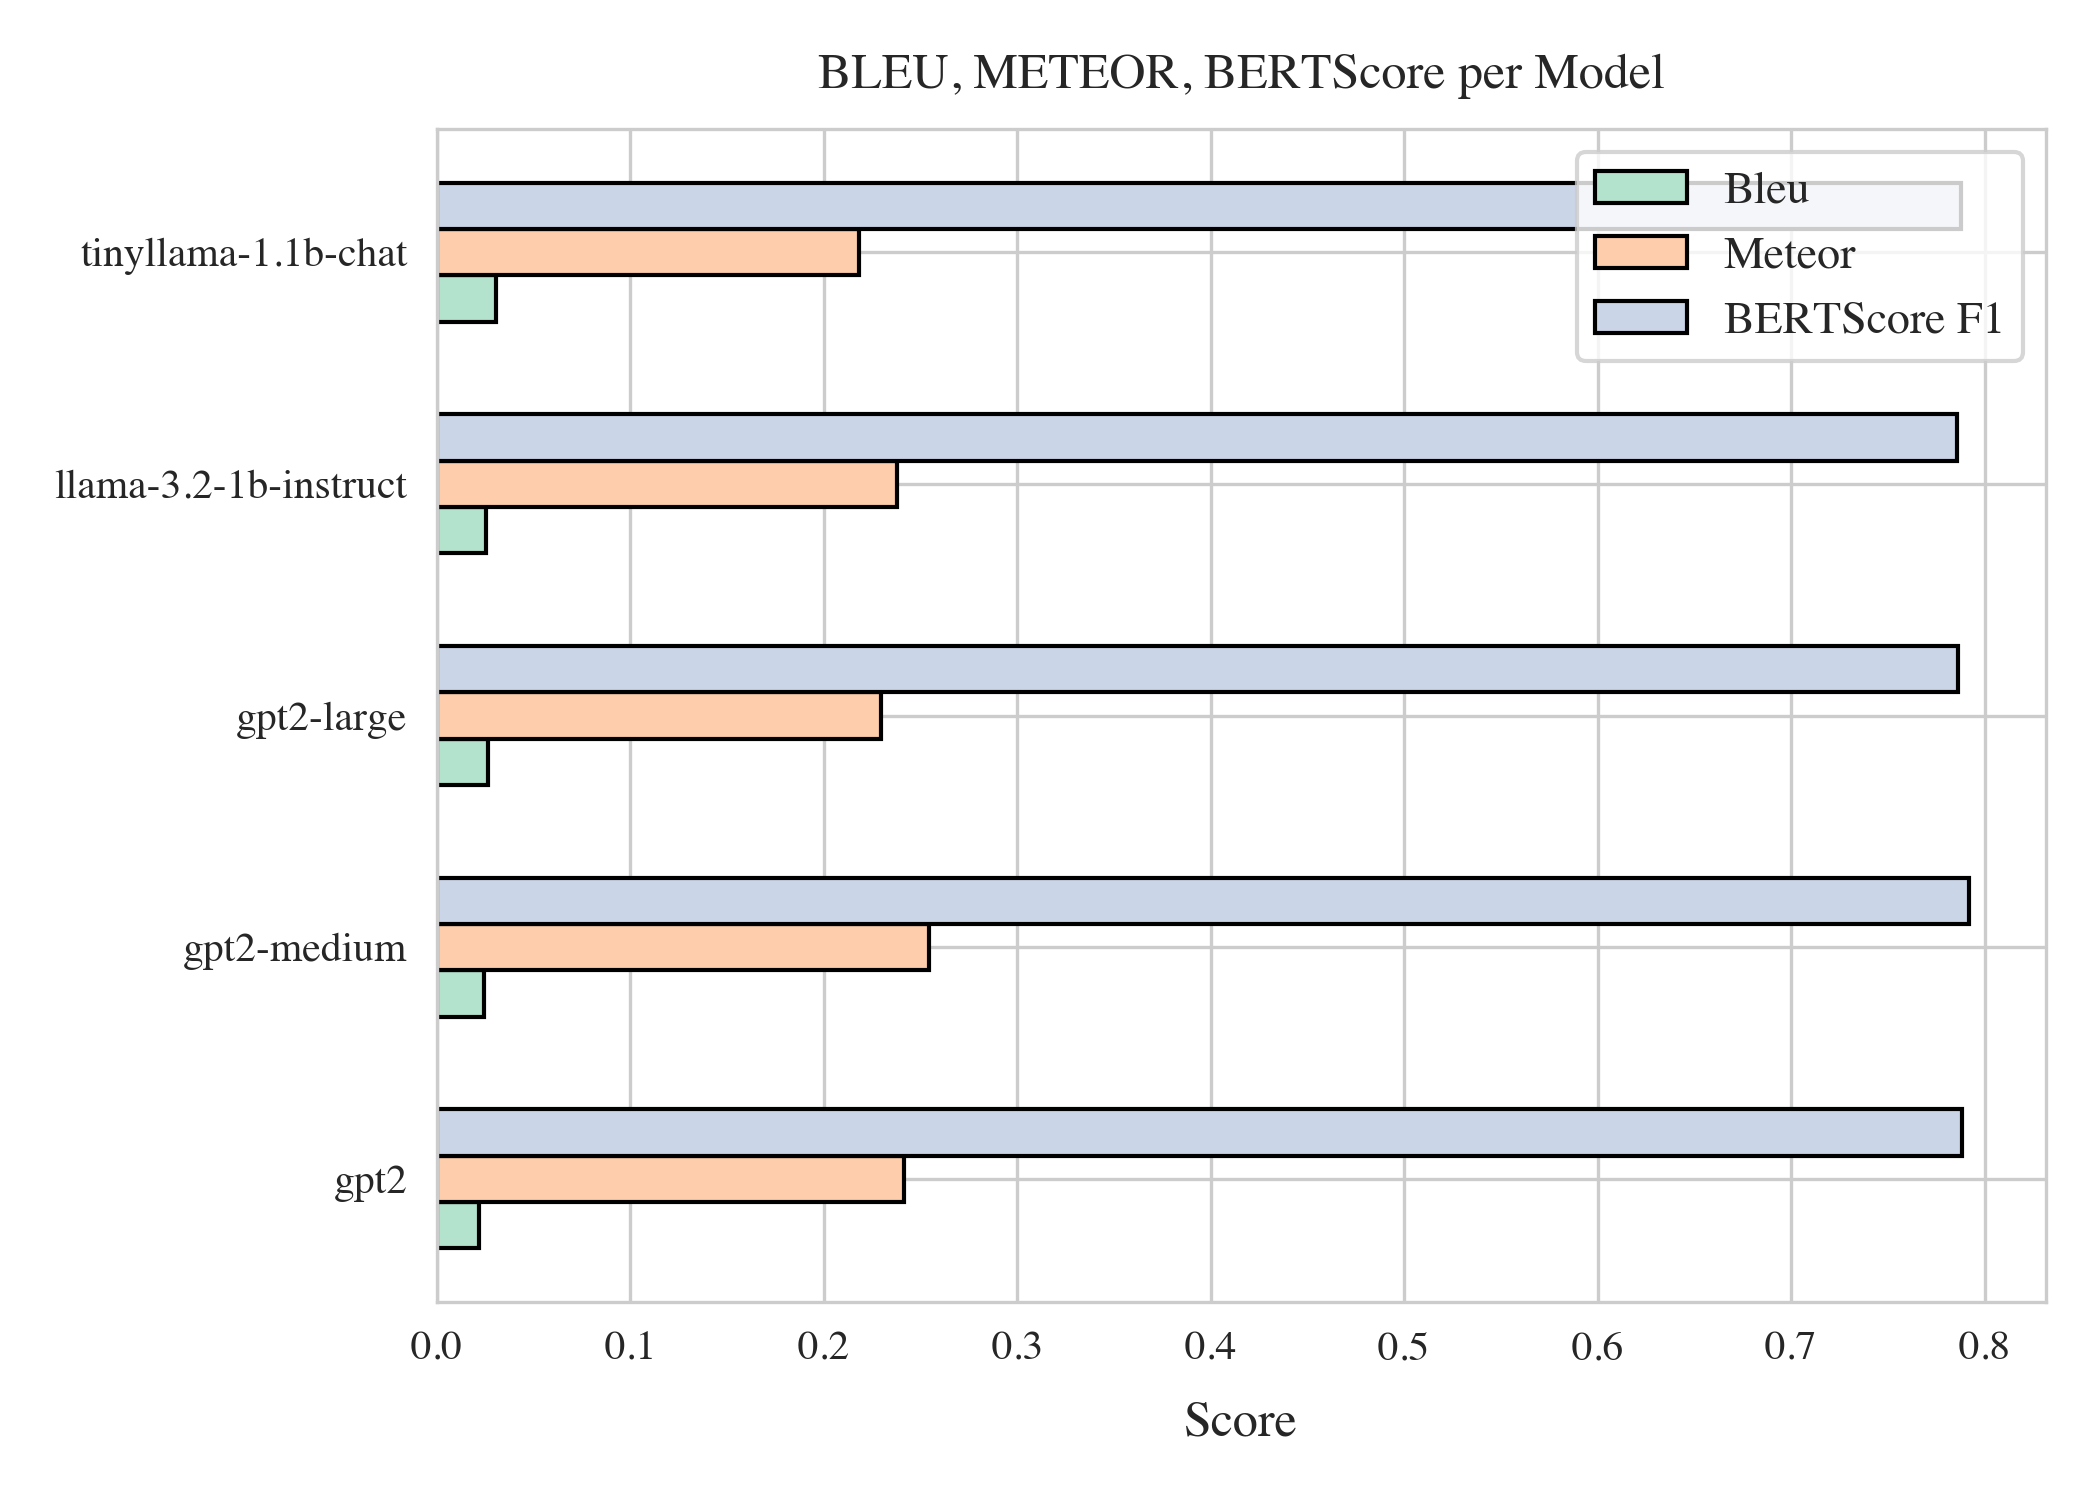 BLEU, METEOR, BERTScore per Model
Bleu
Meteor
BERTScore F1
tinyllama-1.1b-chat
llama-3.2-1b-instruct
gpt2-large
gpt2-medium
gpt2
0.0 0.1 0.2 0.3 0.4 0.5 0.6 0.7 0.8
Score